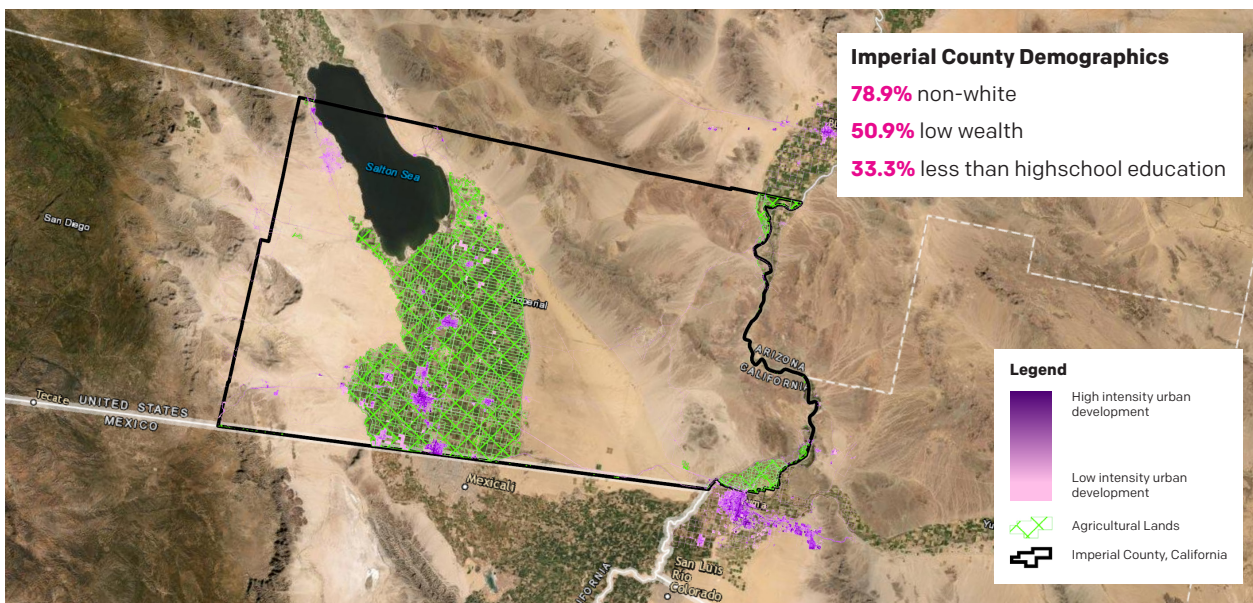 Imperial County Demographics
78.9% non-white
50.9% low wealth
33.3% less than highschool education
Salton Sea
San Diego
ARIZONA
CALIFORNIA
Tecate
UNITED STATES
MEXICO
Mexicali
San Luis
Río
Colorado
Legend
High intensity urban
development
Low intensity urban
development
Agricultural Lands
Imperial County, California